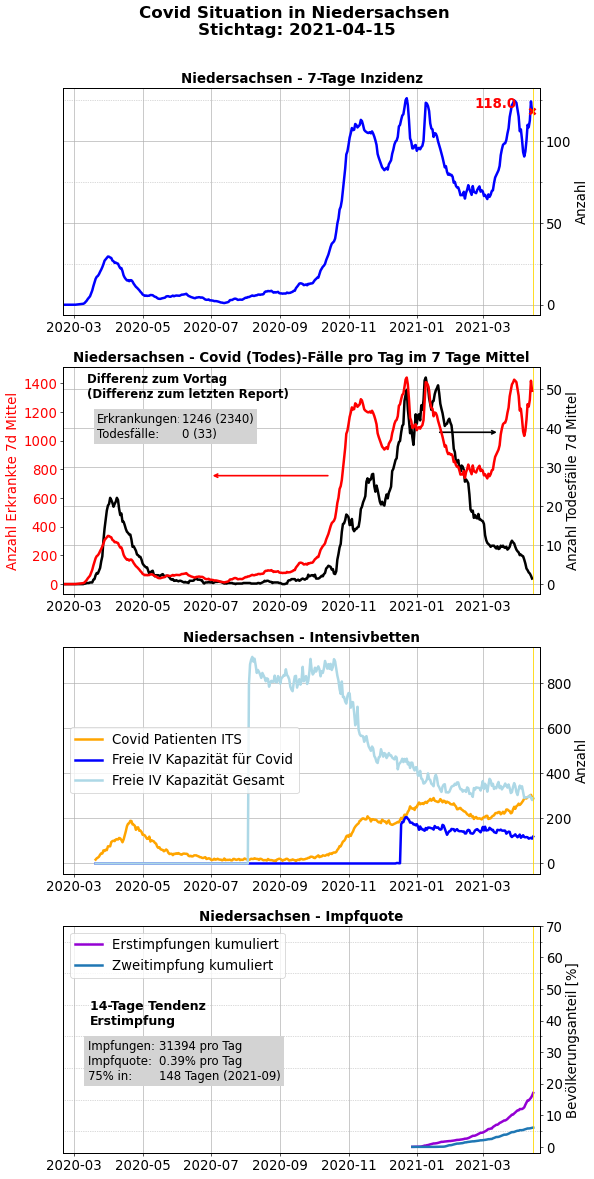 Covid Situation in Niedersachsen
Stichtag: 2021-04-15
Niedersachsen - 7-Tage Inzidenz
118.0
100
50
0
Anzahl
2020-03 2020-05 2020-07 2020-09 2020-11 2021-01 2021-03
Niedersachsen - Covid (Todes)-Fälle pro Tag im 7 Tage Mittel
Differenz zum Vortag
(Differenz zum letzten Report)
Erkrankungen: 1246 (2340)
Todesfälle: 0 (33)
1400
1200
1000
800
600
400
200
0
Anzahl Erkrankte 7d Mittel
50
40
30
20
10
0
Anzahl Todesfälle 7d Mittel
2020-03 2020-05 2020-07 2020-09 2020-11 2021-01 2021-03
Niedersachsen - Intensivbetten
Covid Patienten ITS
Freie IV Kapazität für Covid
Freie IV Kapazität Gesamt
800
600
400
200
0
Anzahl
2020-03 2020-05 2020-07 2020-09 2020-11 2021-01 2021-03
Niedersachsen - Impfquote
Erstimpfungen kumuliert
Zweitimpfung kumuliert
14-Tage Tendenz
Erstimpfung
Impfungen: 31394 pro Tag
Impfquote: 0.39% pro Tag
75% in: 148 Tagen (2021-09)
70
60
50
40
30
20
10
0
Bevölkerungsanteil [%]
2020-03 2020-05 2020-07 2020-09 2020-11 2021-01 2021-03